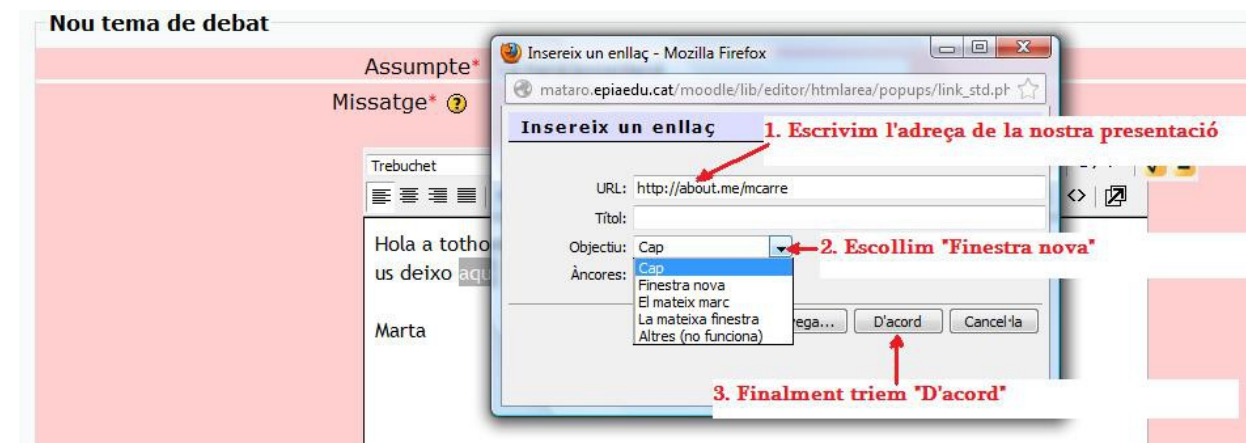 Nou tema de debat
Insereix un enllaç - Mozilla Firefox
Assumpte*
mataro.epiaedu.cat/moodle/lib/editor/htmlarea/popups/link_std.ph
Missatge*
Insereix un enllaç
1. Escrivim l'adreça de la nostra presentació
Trebuchet
URL: http://about.me/mcarre
Títol:
Hola a totho
Objectiu: Cap
2. Escollim "Finestra nova"
us deixo aqu
Àncores:
Cap
Finestra nova
El mateix marc
La mateixa finestra
Altres (no funciona)
Marta
ega...
D'acord
Cancel·la
3. Finalment triem "D'acord"